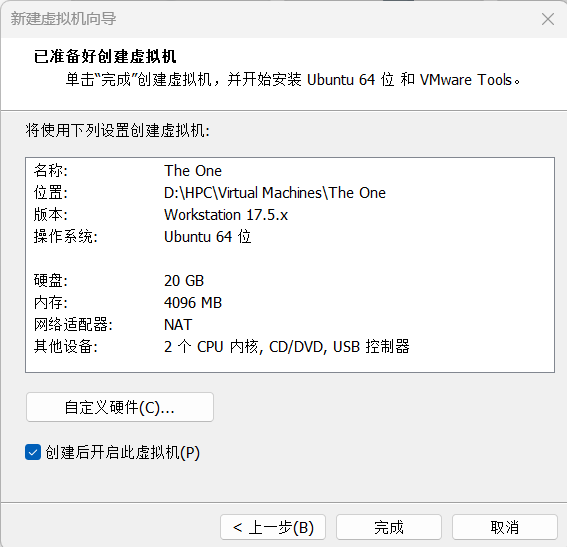 新建虚拟机向导
已准备好创建虚拟机
单击“完成”创建虚拟机，并开始安装 Ubuntu 64 位 和 VMware Tools。
将使用下列设置创建虚拟机:
名称: The One
位置: D:\HPC\Virtual Machines\The One
版本: Workstation 17.5.x
操作系统: Ubuntu 64 位
硬盘: 20 GB
内存: 4096 MB
网络适配器: NAT
其他设备: 2 个 CPU 内核, CD/DVD, USB 控制器
自定义硬件(C)...
创建后开启此虚拟机(P)
< 上一步(B) 完成 取消